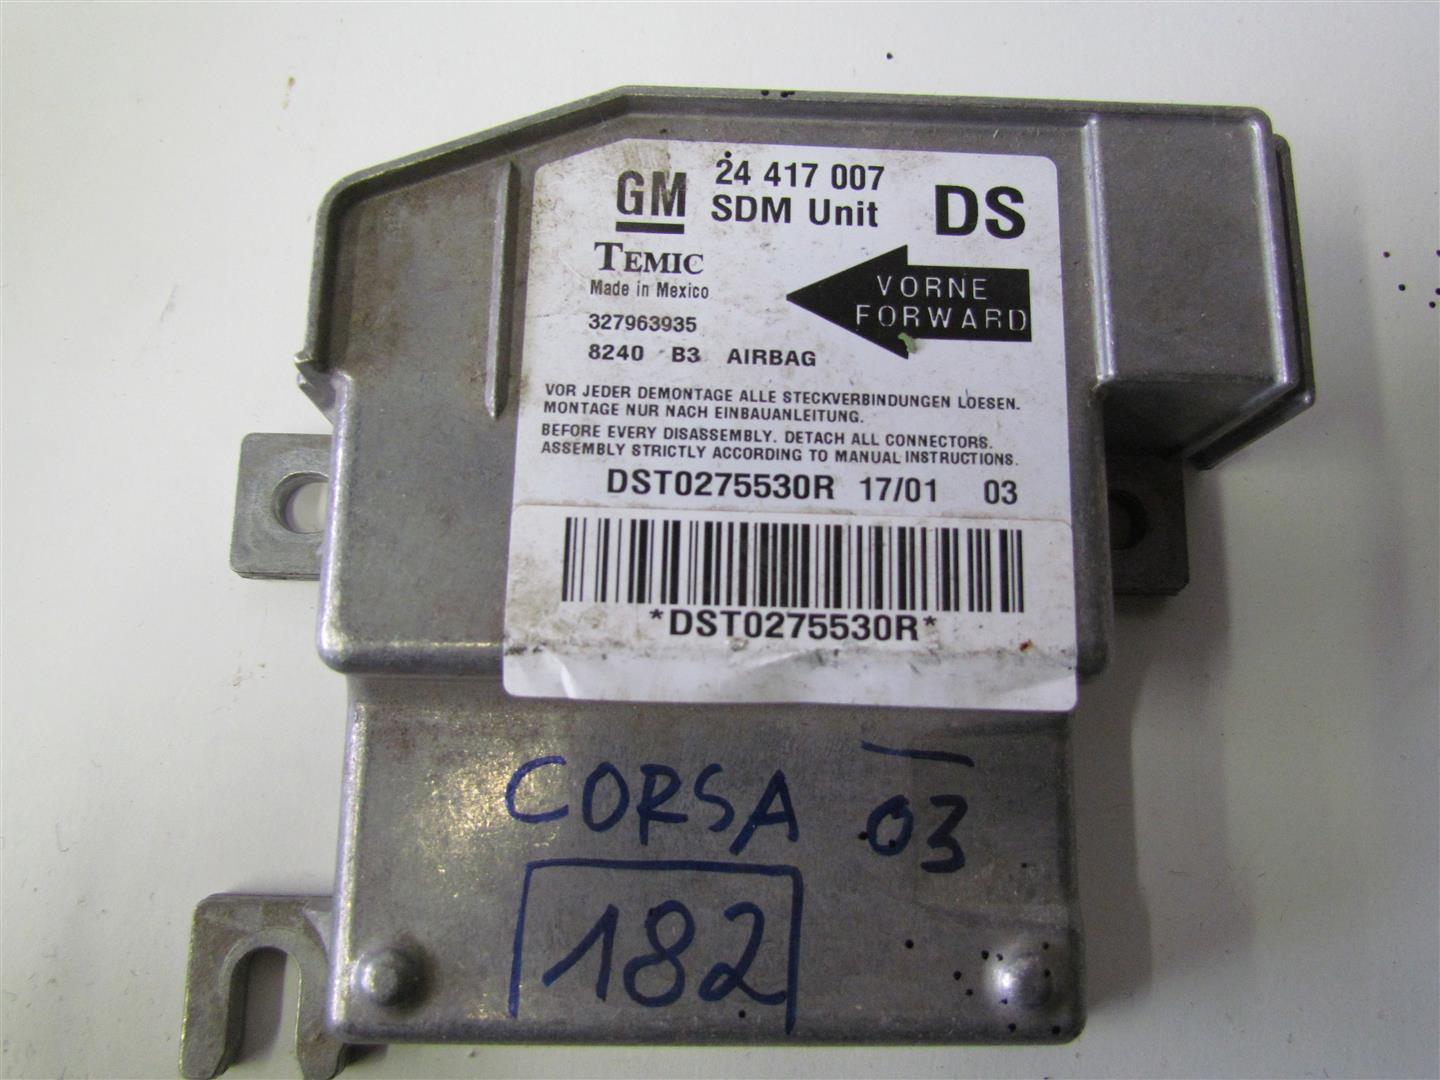 GM 24 417 007 DS
SDM Unit
TEMIC
Made in Mexico
VORNE
FORWARD
327963935
8240 B3 AIRBAG
VOR JEDER DEMONTAGE ALLE STECKVERBINDUNGEN LOESEN.
MONTAGE NUR NACH EINBAUANLEITUNG.
BEFORE EVERY DISASSEMBLY. DETACH ALL CONNECTORS.
ASSEMBLY STRICTLY ACCORDING TO MANUAL INSTRUCTIONS.
DST0275530R 17/01 03
*DST0275530R*
CORSA 03
182